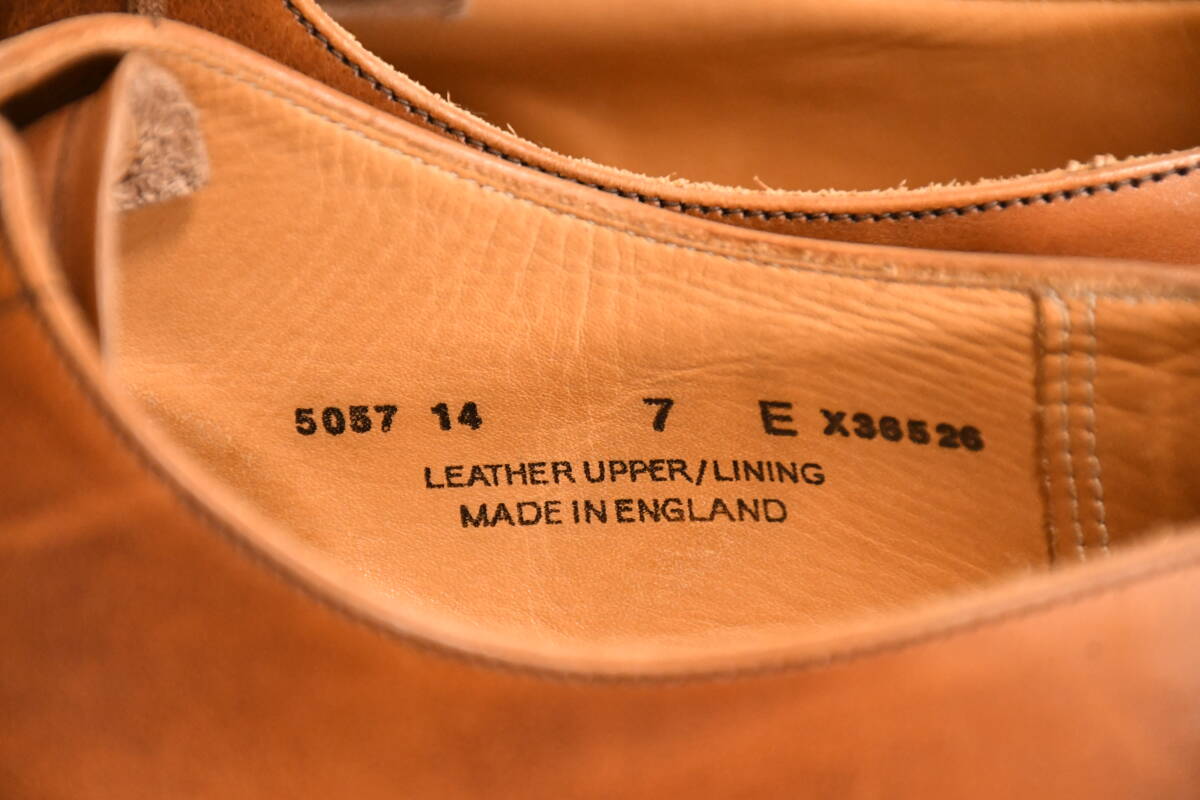 5057 14 7 E X36526
LEATHER UPPER/LINING
MADE IN ENGLAND